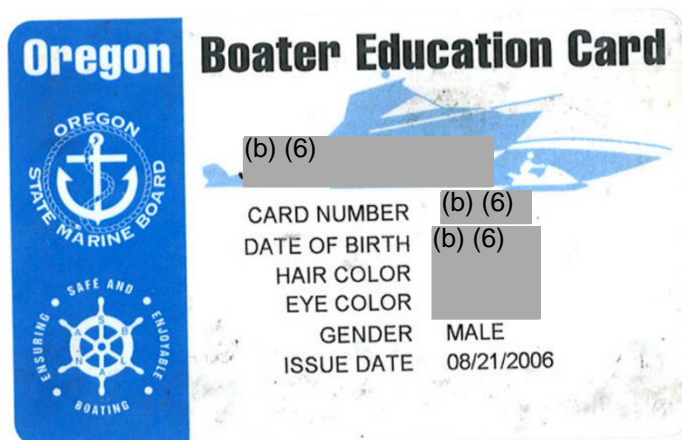 Oregon Boater Education Card
OREGON
STATE MARINE BOARD
(b) (6)
CARD NUMBER (b) (6)
DATE OF BIRTH (b) (6)
HAIR COLOR
EYE COLOR
GENDER MALE
ISSUE DATE 08/21/2006
ENSURING • SAFE AND • ENJOYABLE • BOATING
N A S B L A